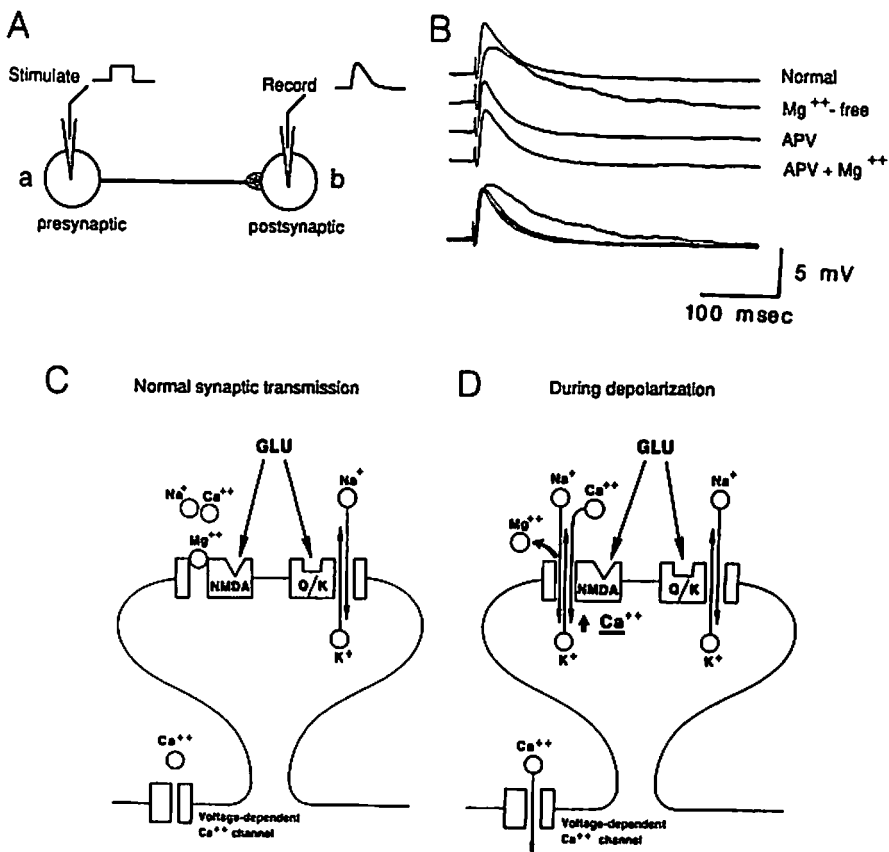 A
Stimulate
Record
a
b
presynaptic
postsynaptic
B
Normal
Mg++-free
APV
APV + Mg++
5 mV
100 msec
C
Normal synaptic transmission
GLU
Na+
Na+
Ca++
Mg++
NMDA
Q/K
K+
Ca++
Voltage-dependent
Ca++ channel
D
During depolarization
GLU
Na+
Ca++
Na+
Mg++
NMDA
Q/K
Ca++
K+
K+
Ca++
Voltage-dependent
Ca++ channel